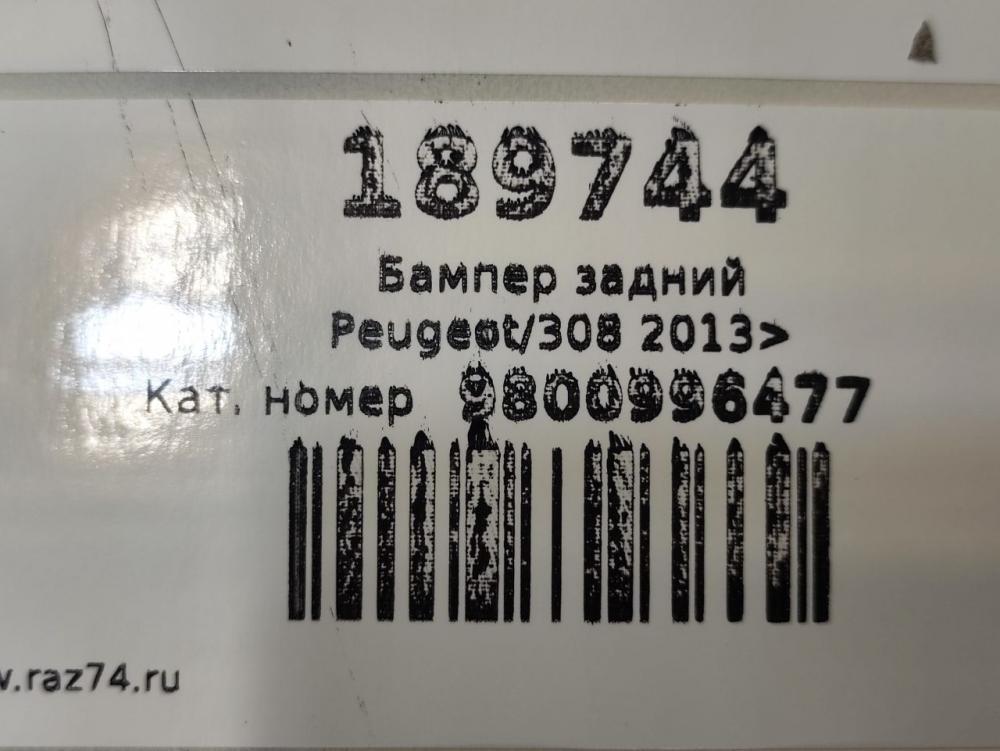 189744
Бампер задний
Peugeot/308 2013>
Кат. номер 9800996477
w.raz74.ru